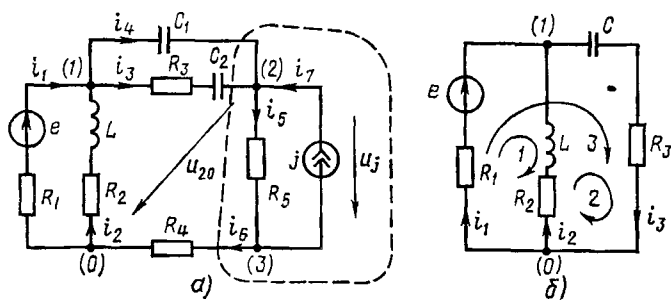 i₄ C₁
i₁ (1) i₃ R₃ C₂ (2) i₇
e L u₂₀ i₅ j uⱼ
R₁ R₂ R₅
i₂ R₄ i₆
(0) а) (3)
(1) C
e
R₁ 1 L 3 R₃
R₂ 2
i₁ i₂ i₃
(0) б)